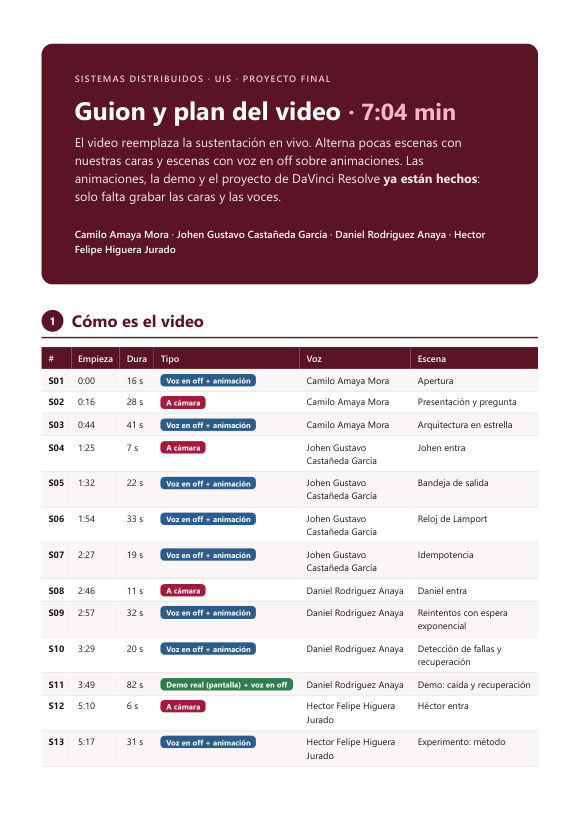 SISTEMAS DISTRIBUIDOS · UIS · PROYECTO FINAL
Guion y plan del video · 7:04 min
El video reemplaza la sustentación en vivo. Alterna pocas escenas con
nuestras caras y escenas con voz en off sobre animaciones. Las
animaciones, la demo y el proyecto de DaVinci Resolve ya están hechos:
solo falta grabar las caras y las voces.
Camilo Amaya Mora · Johen Gustavo Castañeda García · Daniel Rodriguez Anaya · Hector
Felipe Higuera Jurado
1 Cómo es el video
# Empieza Dura Tipo Voz Escena
S01 0:00 16 s Voz en off + animación Camilo Amaya Mora Apertura
S02 0:16 28 s A cámara Camilo Amaya Mora Presentación y pregunta
S03 0:44 41 s Voz en off + animación Camilo Amaya Mora Arquitectura en estrella
S04 1:25 7 s A cámara Johen Gustavo Johen entra
Castañeda García
S05 1:32 22 s Voz en off + animación Johen Gustavo Bandeja de salida
Castañeda García
S06 1:54 33 s Voz en off + animación Johen Gustavo Reloj de Lamport
Castañeda García
S07 2:27 19 s Voz en off + animación Johen Gustavo Idempotencia
Castañeda García
S08 2:46 11 s A cámara Daniel Rodriguez Anaya Daniel entra
S09 2:57 32 s Voz en off + animación Daniel Rodriguez Anaya Reintentos con espera
exponencial
S10 3:29 20 s Voz en off + animación Daniel Rodriguez Anaya Detección de fallas y
recuperación
S11 3:49 82 s Demo real (pantalla) + voz en off Daniel Rodriguez Anaya Demo: caída y recuperación
S12 5:10 6 s A cámara Hector Felipe Higuera Héctor entra
Jurado
S13 5:17 31 s Voz en off + animación Hector Felipe Higuera Experimento: método
Jurado